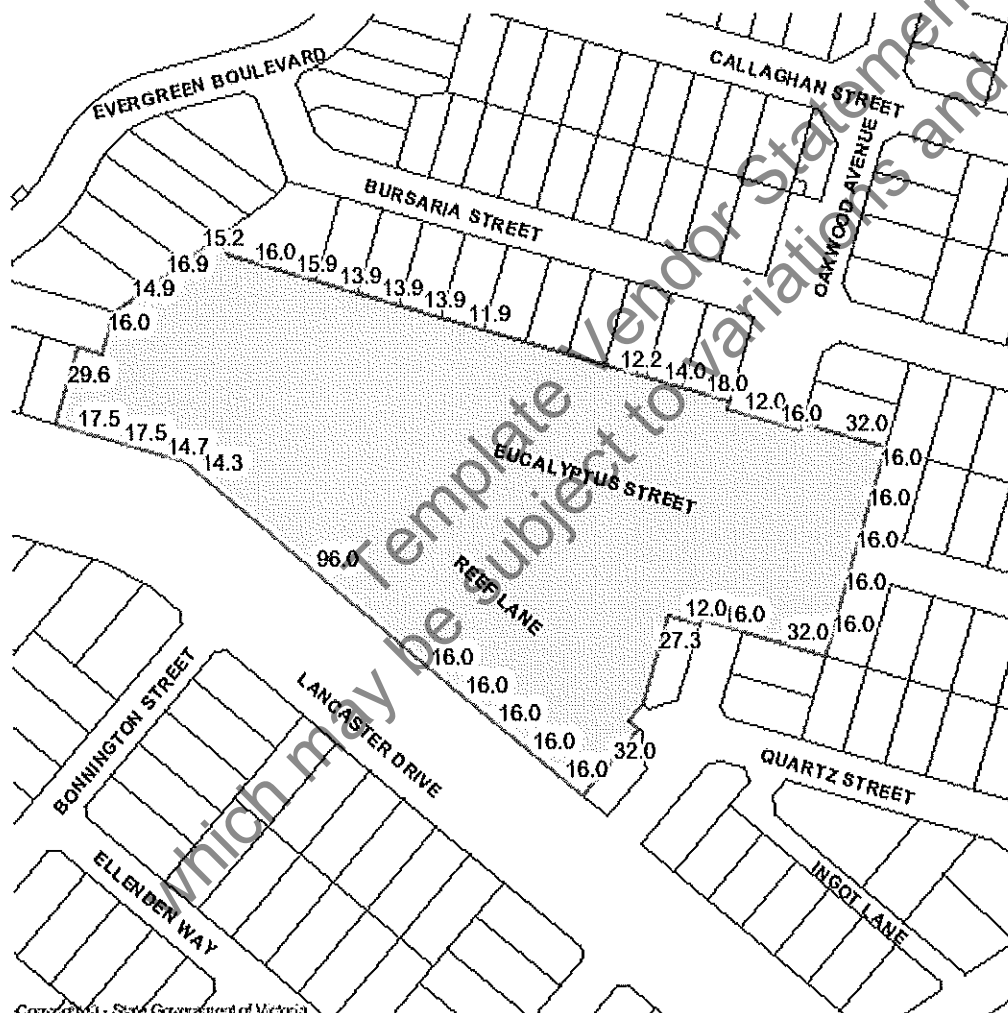 EVERGREEN BOULEVARD
CALLAGHAN STREET
OAKWOOD AVENUE
BURSARIA STREET
15.2
16.0
15.9
13.9
13.9
13.9
11.9
16.9
14.9
16.0
29.6
17.5
17.5
14.7
14.3
12.2
14.0
18.0
12.0
16.0
32.0
16.0
16.0
16.0
16.0
16.0
EUCALYPTUS STREET
REEF LANE
96.0
12.0
16.0
32.0
27.3
16.0
16.0
16.0
16.0
16.0
32.0
BONNINGTON STREET
LANCASTER DRIVE
QUARTZ STREET
INGOT LANE
ELLENDEN WAY
Template Vendor Statement
which may be Subject to variations and
Copyright - State Government of Victoria